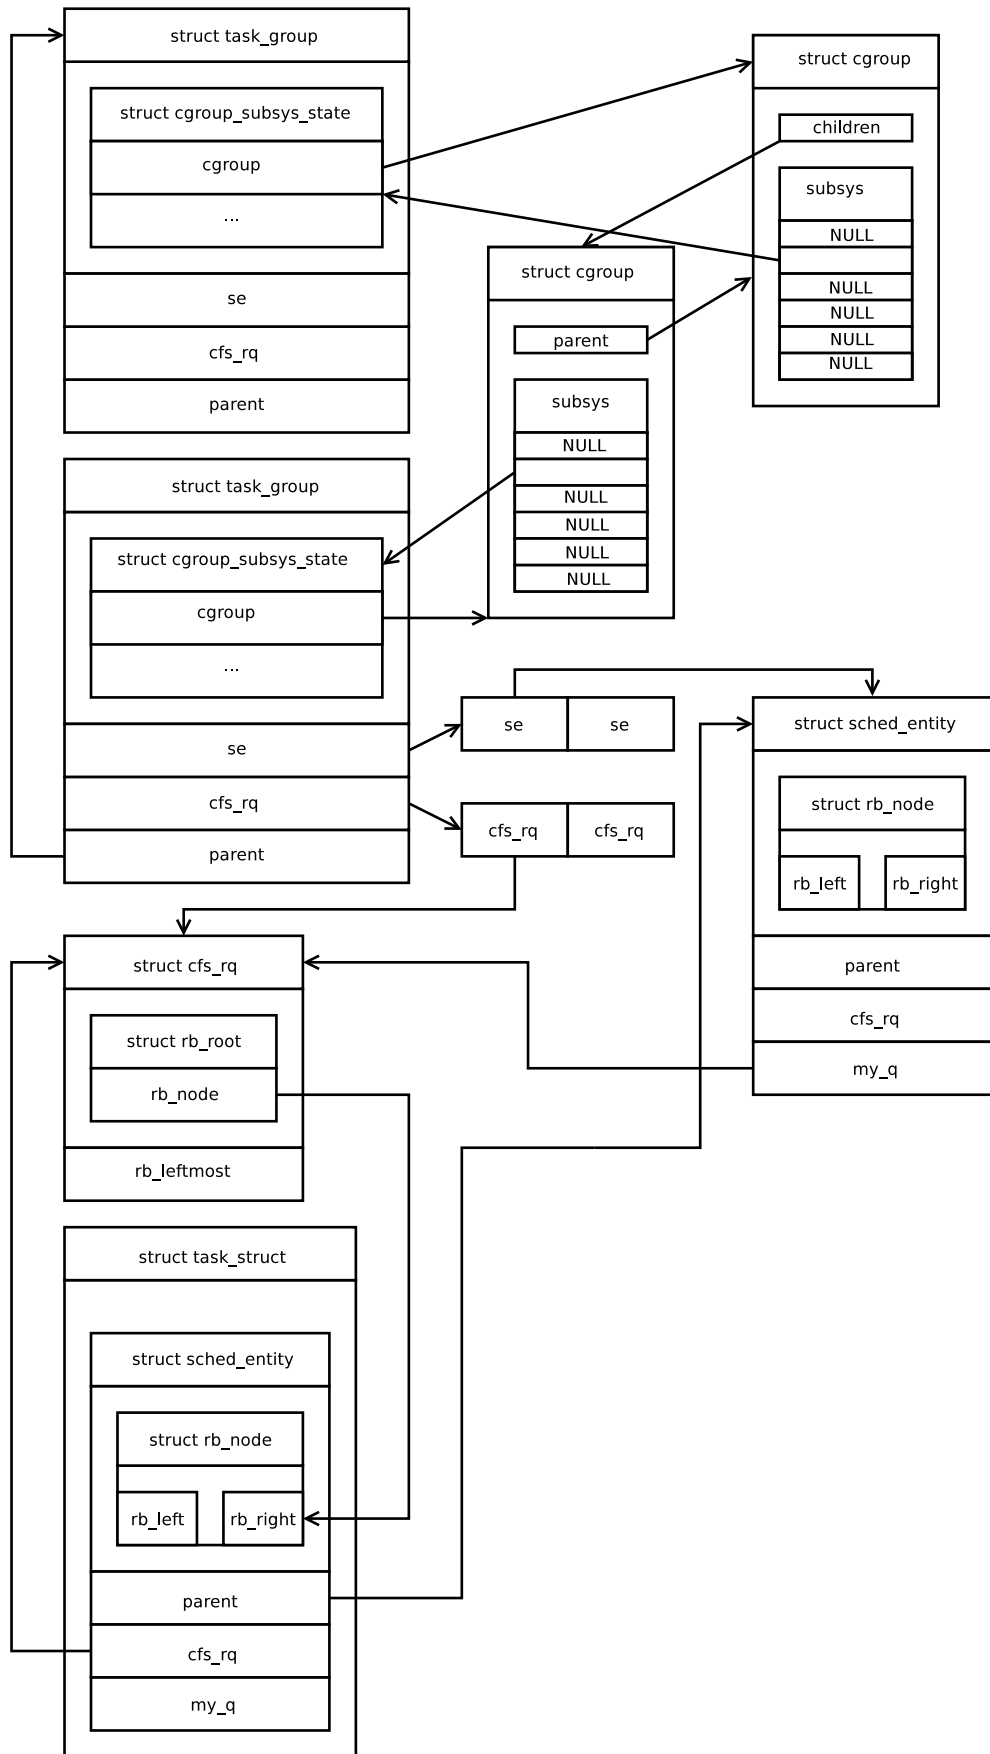 struct task_group
struct cgroup_subsys_state
cgroup
...
se
cfs_rq
parent
struct cgroup
children
subsys
NULL
NULL
NULL
NULL
NULL
struct cgroup
parent
subsys
NULL
NULL
NULL
NULL
NULL
struct task_group
struct cgroup_subsys_state
cgroup
...
se
cfs_rq
parent
se se
cfs_rq cfs_rq
struct sched_entity
struct rb_node
rb_left rb_right
parent
cfs_rq
my_q
struct cfs_rq
struct rb_root
rb_node
rb_leftmost
struct task_struct
struct sched_entity
struct rb_node
rb_left rb_right
parent
cfs_rq
my_q